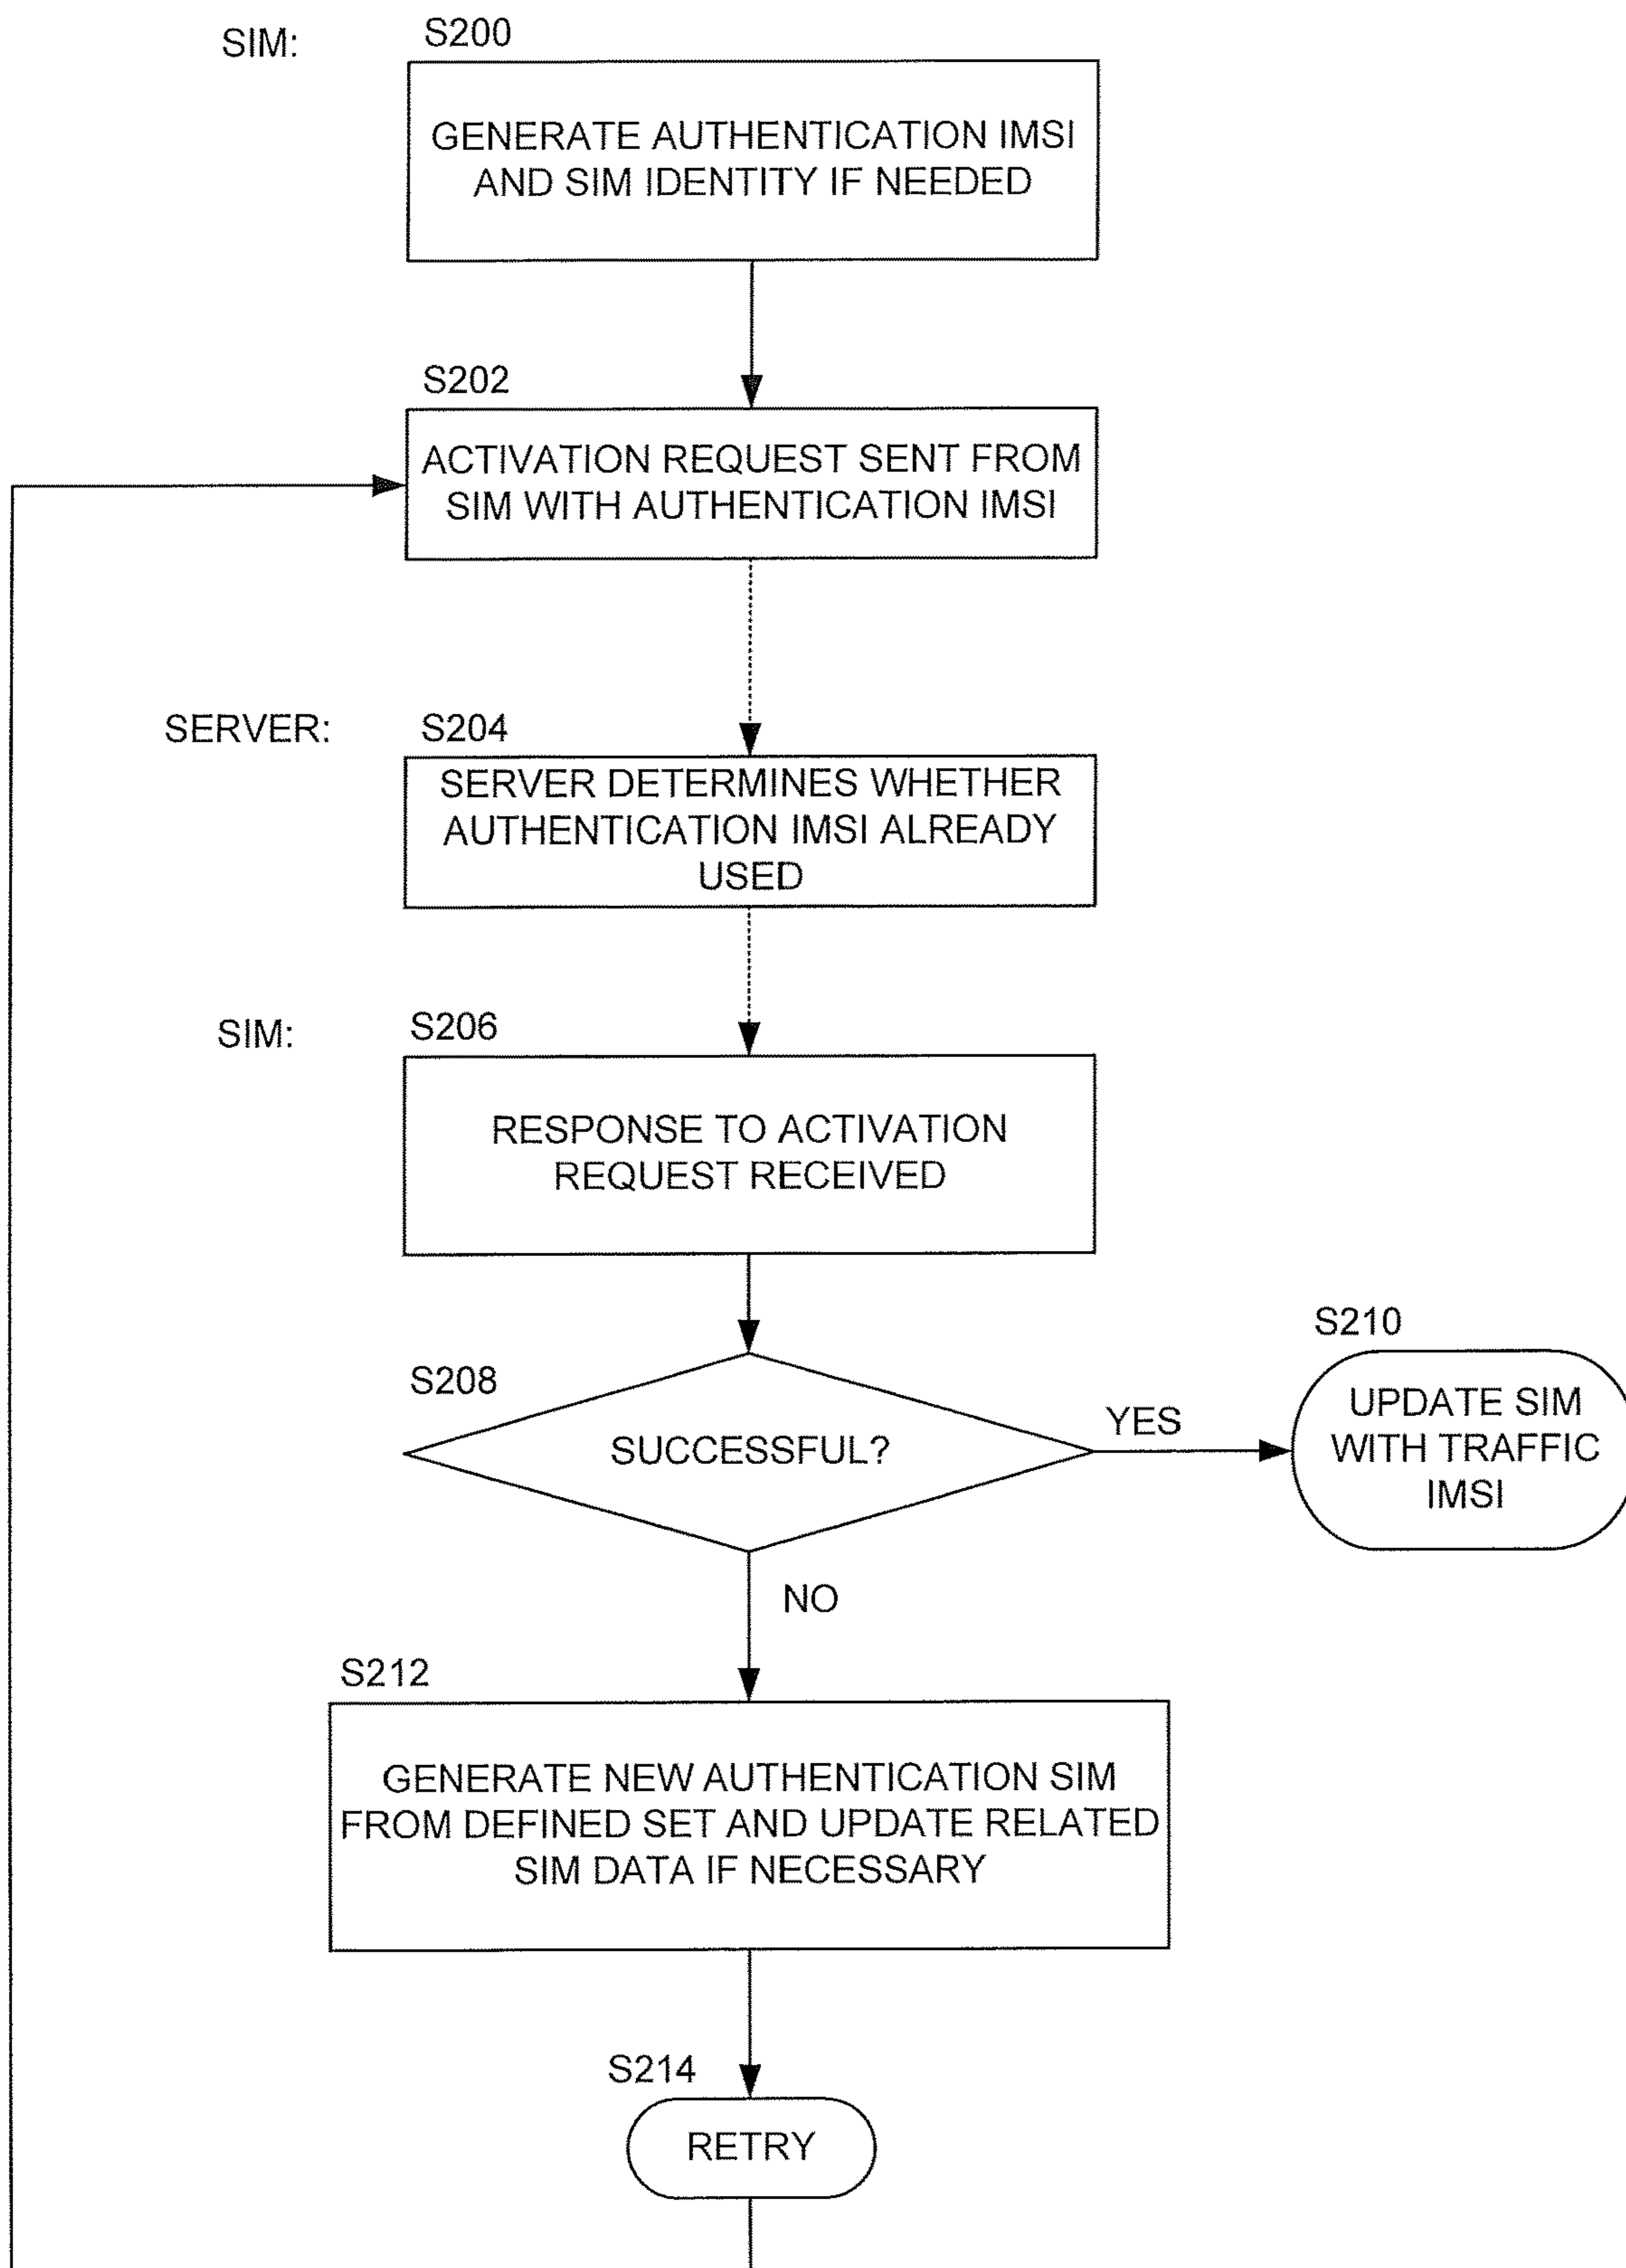 SIM:
S200
GENERATE AUTHENTICATION IMSI
AND SIM IDENTITY IF NEEDED
S202
ACTIVATION REQUEST SENT FROM
SIM WITH AUTHENTICATION IMSI
SERVER:
S204
SERVER DETERMINES WHETHER
AUTHENTICATION IMSI ALREADY
USED
SIM:
S206
RESPONSE TO ACTIVATION
REQUEST RECEIVED
S208
SUCCESSFUL?
YES
S210
UPDATE SIM
WITH TRAFFIC
IMSI
NO
S212
GENERATE NEW AUTHENTICATION SIM
FROM DEFINED SET AND UPDATE RELATED
SIM DATA IF NECESSARY
S214
RETRY